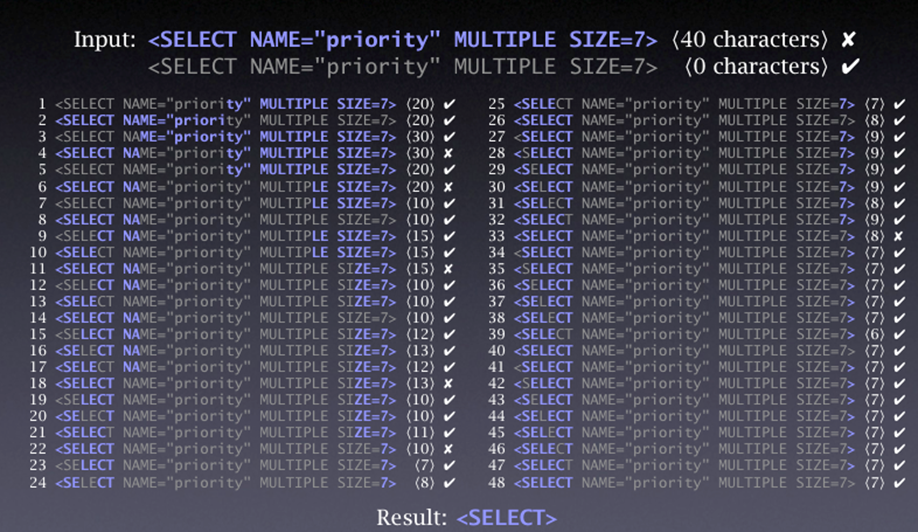 Input: <SELECT NAME="priority" MULTIPLE SIZE=7> ⟨40 characters⟩ ✘
<SELECT NAME="priority" MULTIPLE SIZE=7> ⟨0 characters⟩ ✔
1 <SELECT NAME="priority" MULTIPLE SIZE=7> ⟨20⟩ ✔
2 <SELECT NAME="priority" MULTIPLE SIZE=7> ⟨20⟩ ✔
3 <SELECT NAME="priority" MULTIPLE SIZE=7> ⟨30⟩ ✔
4 <SELECT NAME="priority" MULTIPLE SIZE=7> ⟨30⟩ ✘
5 <SELECT NAME="priority" MULTIPLE SIZE=7> ⟨20⟩ ✔
6 <SELECT NAME="priority" MULTIPLE SIZE=7> ⟨20⟩ ✘
7 <SELECT NAME="priority" MULTIPLE SIZE=7> ⟨10⟩ ✔
8 <SELECT NAME="priority" MULTIPLE SIZE=7> ⟨10⟩ ✔
9 <SELECT NAME="priority" MULTIPLE SIZE=7> ⟨15⟩ ✔
10 <SELECT NAME="priority" MULTIPLE SIZE=7> ⟨15⟩ ✔
11 <SELECT NAME="priority" MULTIPLE SIZE=7> ⟨15⟩ ✘
12 <SELECT NAME="priority" MULTIPLE SIZE=7> ⟨10⟩ ✔
13 <SELECT NAME="priority" MULTIPLE SIZE=7> ⟨10⟩ ✔
14 <SELECT NAME="priority" MULTIPLE SIZE=7> ⟨10⟩ ✔
15 <SELECT NAME="priority" MULTIPLE SIZE=7> ⟨12⟩ ✔
16 <SELECT NAME="priority" MULTIPLE SIZE=7> ⟨13⟩ ✔
17 <SELECT NAME="priority" MULTIPLE SIZE=7> ⟨12⟩ ✔
18 <SELECT NAME="priority" MULTIPLE SIZE=7> ⟨13⟩ ✘
19 <SELECT NAME="priority" MULTIPLE SIZE=7> ⟨10⟩ ✔
20 <SELECT NAME="priority" MULTIPLE SIZE=7> ⟨10⟩ ✔
21 <SELECT NAME="priority" MULTIPLE SIZE=7> ⟨11⟩ ✔
22 <SELECT NAME="priority" MULTIPLE SIZE=7> ⟨10⟩ ✘
23 <SELECT NAME="priority" MULTIPLE SIZE=7> ⟨7⟩ ✔
24 <SELECT NAME="priority" MULTIPLE SIZE=7> ⟨8⟩ ✔
25 <SELECT NAME="priority" MULTIPLE SIZE=7> ⟨7⟩ ✔
26 <SELECT NAME="priority" MULTIPLE SIZE=7> ⟨8⟩ ✔
27 <SELECT NAME="priority" MULTIPLE SIZE=7> ⟨9⟩ ✔
28 <SELECT NAME="priority" MULTIPLE SIZE=7> ⟨9⟩ ✔
29 <SELECT NAME="priority" MULTIPLE SIZE=7> ⟨9⟩ ✔
30 <SELECT NAME="priority" MULTIPLE SIZE=7> ⟨9⟩ ✔
31 <SELECT NAME="priority" MULTIPLE SIZE=7> ⟨8⟩ ✔
32 <SELECT NAME="priority" MULTIPLE SIZE=7> ⟨9⟩ ✔
33 <SELECT NAME="priority" MULTIPLE SIZE=7> ⟨8⟩ ✘
34 <SELECT NAME="priority" MULTIPLE SIZE=7> ⟨7⟩ ✔
35 <SELECT NAME="priority" MULTIPLE SIZE=7> ⟨7⟩ ✔
36 <SELECT NAME="priority" MULTIPLE SIZE=7> ⟨7⟩ ✔
37 <SELECT NAME="priority" MULTIPLE SIZE=7> ⟨7⟩ ✔
38 <SELECT NAME="priority" MULTIPLE SIZE=7> ⟨7⟩ ✔
39 <SELECT NAME="priority" MULTIPLE SIZE=7> ⟨6⟩ ✔
40 <SELECT NAME="priority" MULTIPLE SIZE=7> ⟨7⟩ ✔
41 <SELECT NAME="priority" MULTIPLE SIZE=7> ⟨7⟩ ✔
42 <SELECT NAME="priority" MULTIPLE SIZE=7> ⟨7⟩ ✔
43 <SELECT NAME="priority" MULTIPLE SIZE=7> ⟨7⟩ ✔
44 <SELECT NAME="priority" MULTIPLE SIZE=7> ⟨7⟩ ✔
45 <SELECT NAME="priority" MULTIPLE SIZE=7> ⟨7⟩ ✔
46 <SELECT NAME="priority" MULTIPLE SIZE=7> ⟨7⟩ ✔
47 <SELECT NAME="priority" MULTIPLE SIZE=7> ⟨7⟩ ✔
48 <SELECT NAME="priority" MULTIPLE SIZE=7> ⟨7⟩ ✔
Result: <SELECT>